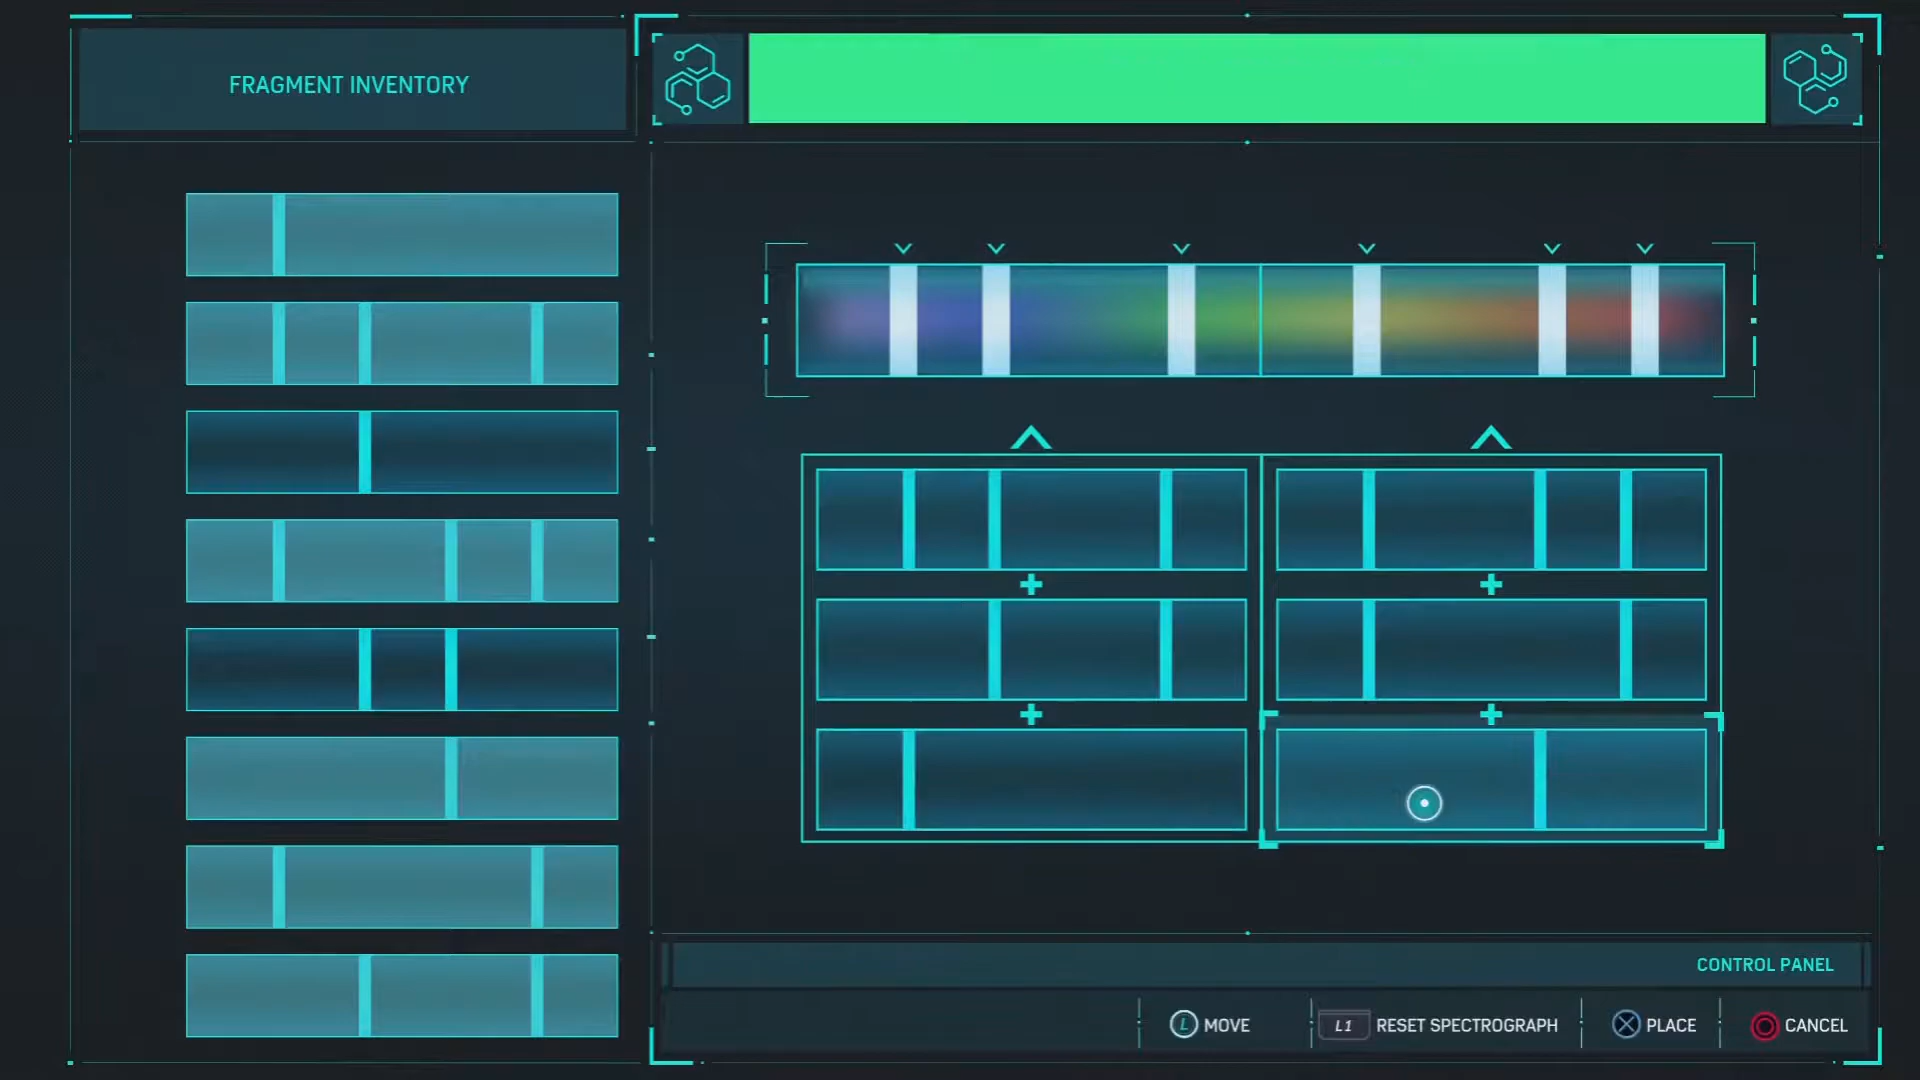 FRAGMENT INVENTORY
CONTROL PANEL
L MOVE
L1 RESET SPECTROGRAPH
PLACE
CANCEL